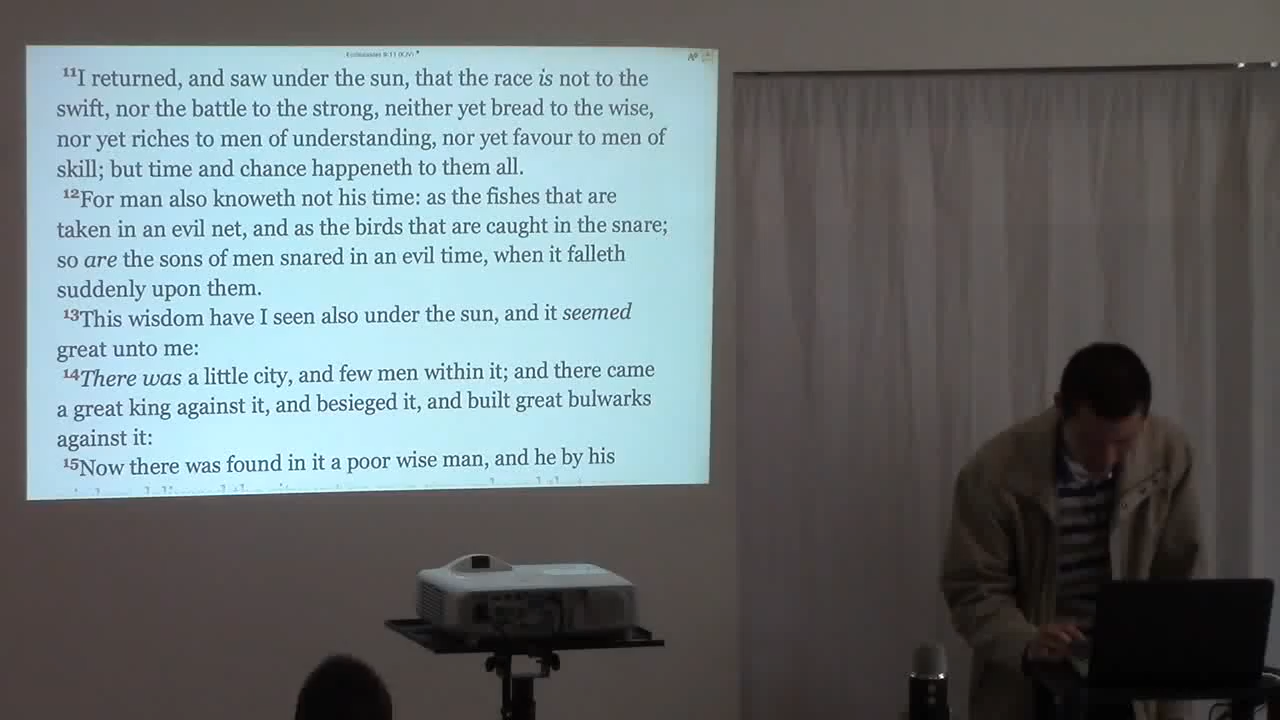 Ecclesiastes 9:11 (KJV)
11I returned, and saw under the sun, that the race is not to the
swift, nor the battle to the strong, neither yet bread to the wise,
nor yet riches to men of understanding, nor yet favour to men of
skill; but time and chance happeneth to them all.
12For man also knoweth not his time: as the fishes that are
taken in an evil net, and as the birds that are caught in the snare;
so are the sons of men snared in an evil time, when it falleth
suddenly upon them.
13This wisdom have I seen also under the sun, and it seemed
great unto me:
14There was a little city, and few men within it; and there came
a great king against it, and besieged it, and built great bulwarks
against it:
15Now there was found in it a poor wise man, and he by his